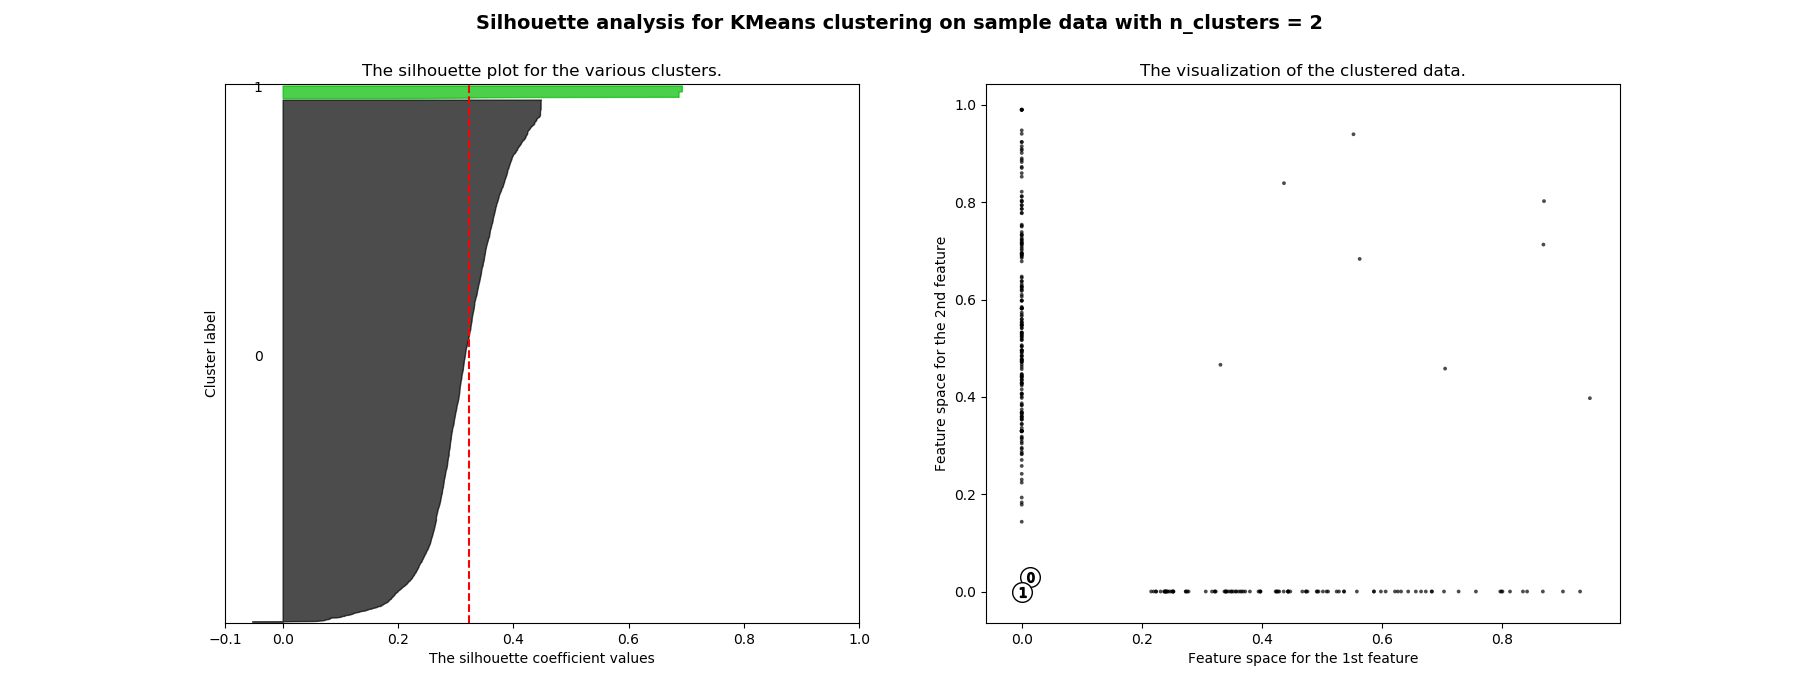 Silhouette analysis for KMeans clustering on sample data with n_clusters = 2
The silhouette plot for the various clusters.
1
0
Cluster label
−0.1 0.0 0.2 0.4 0.6 0.8 1.0
The silhouette coefficient values
The visualization of the clustered data.
1.0
0.8
0.6
0.4
0.2
0.0
Feature space for the 2nd feature
0
1
0.0 0.2 0.4 0.6 0.8
Feature space for the 1st feature